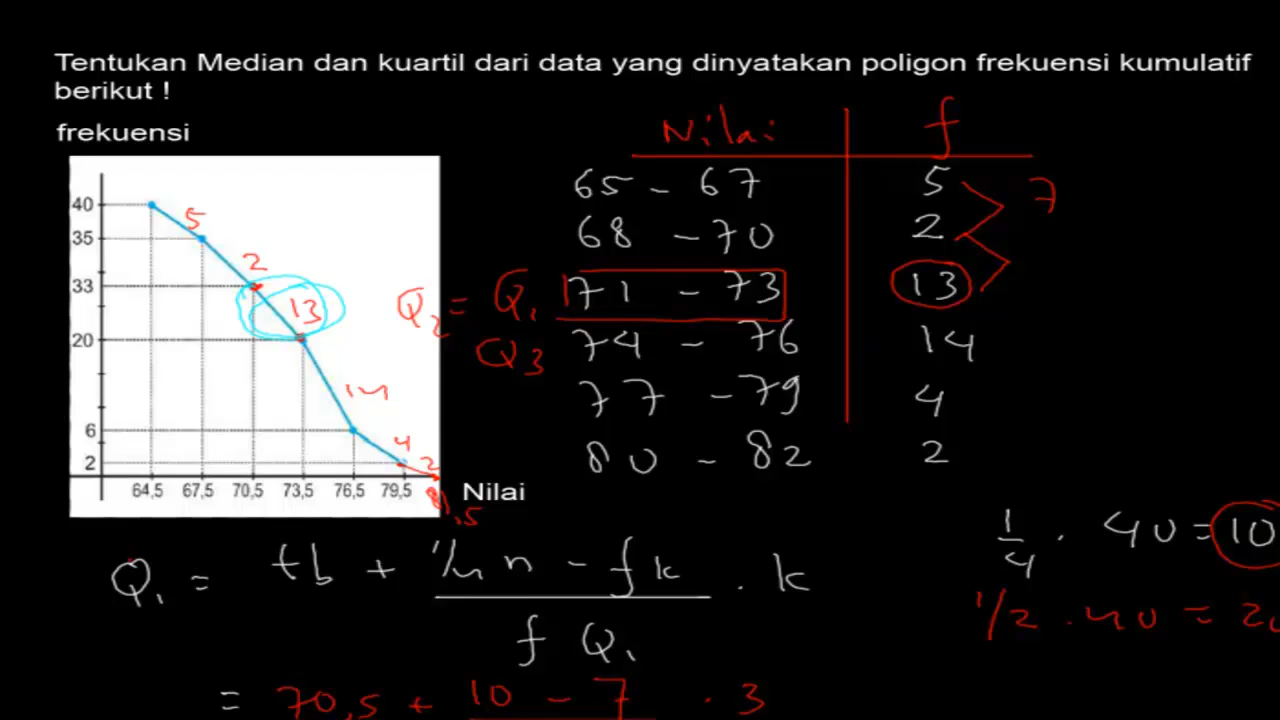 Tentukan Median dan kuartil dari data yang dinyatakan poligon frekuensi kumulatif
berikut !
frekuensi
Nilai f
65 - 67 5
68 - 70 2
7
Q2 = Q1 71 - 73 13
Q3 74 - 76 14
77 - 79 4
80 - 82 2
40
35
33
20
6
2
5
2
13
14
4
2
64,5 67,5 70,5 73,5 76,5 79,5
Nilai
Q1 = tb + 1/4 n - fk . k
f Q1
= 70,5 + 10 - 7 . 3
1/4 . 40 = 10
1/2 . 40 =